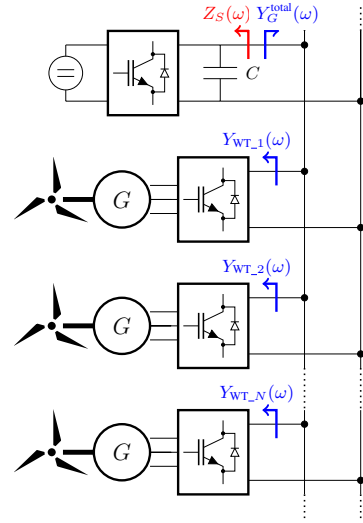 Z_S(ω) Y_G^total(ω)
C
Y_WT_1(ω)
G
Y_WT_2(ω)
G
Y_WT_N(ω)
G